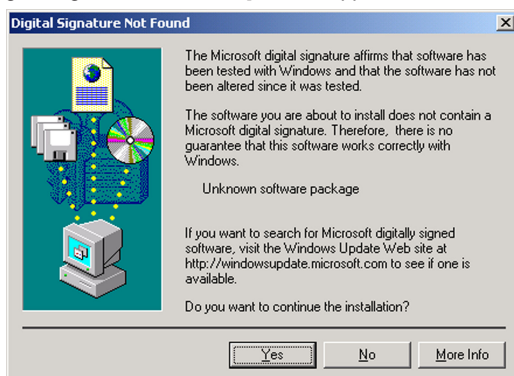 Digital Signature Not Found
The Microsoft digital signature affirms that software has
been tested with Windows and that the software has not
been altered since it was tested.
The software you are about to install does not contain a
Microsoft digital signature. Therefore, there is no
guarantee that this software works correctly with
Windows.
Unknown software package
If you want to search for Microsoft digitally signed
software, visit the Windows Update Web site at
http://windowsupdate.microsoft.com to see if one is
available.
Do you want to continue the installation?
Yes No More Info